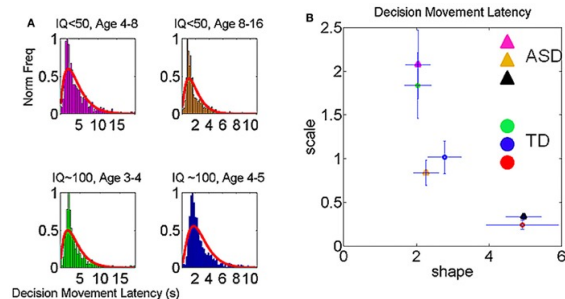 A
IQ<50, Age 4-8
IQ<50, Age 8-16
Norm Freq
1
0.5
0
5 10 15
1
0.5
0
2 4 6 8 10
IQ~100, Age 3-4
IQ ~100, Age 4-5
1
0.5
0
5 10 15
1
0.5
0
2 4 6 8 10
Decision Movement Latency (s)
B
Decision Movement Latency
2.5
2
1.5
1
0.5
0
scale
0 2 4 6
shape
ASD
TD